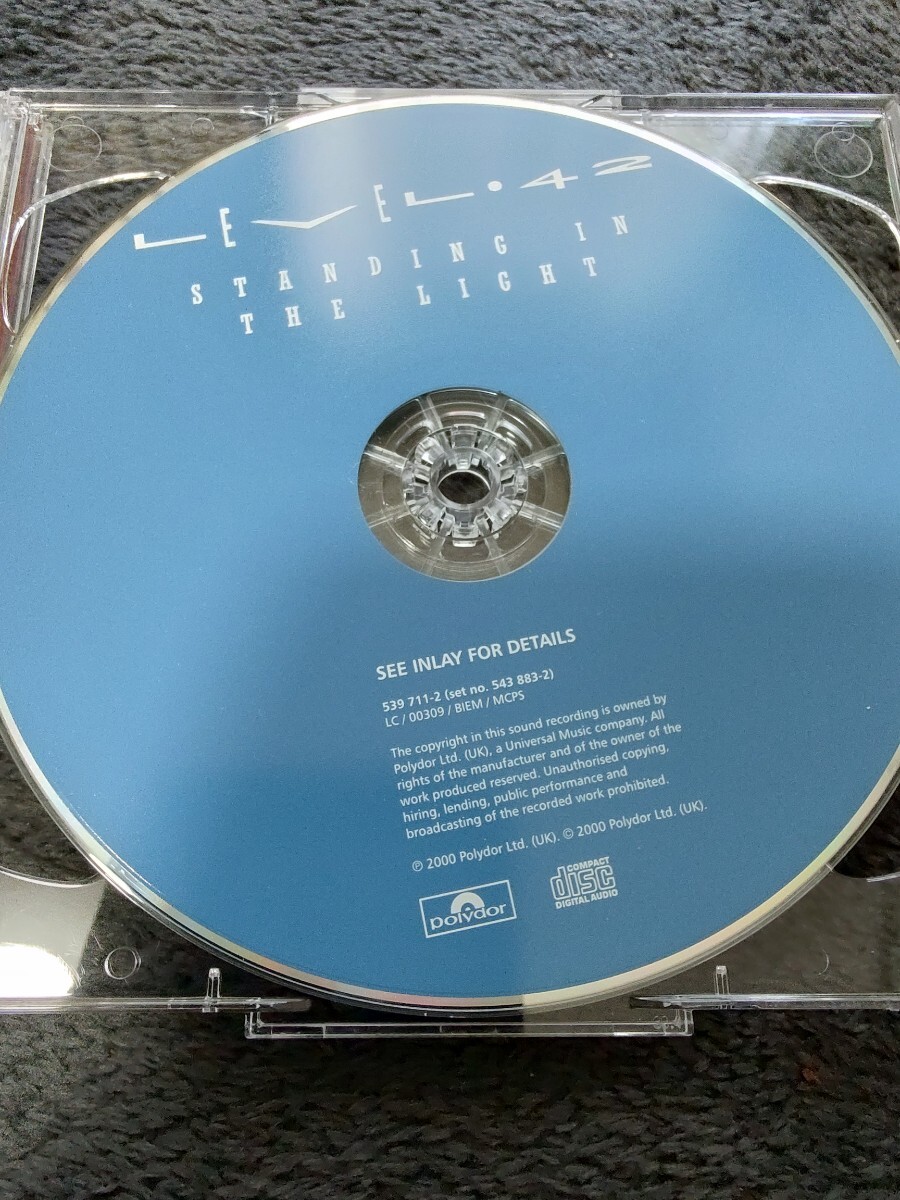 LEVEL·42
STANDING IN
THE LIGHT
SEE INLAY FOR DETAILS
539 711-2 (set no. 543 883-2)
LC / 00309 / BIEM / MCPS
The copyright in this sound recording is owned by
Polydor Ltd. (UK), a Universal Music company. All
rights of the manufacturer and of the owner of the
work produced reserved. Unauthorised copying,
hiring, lending, public performance and
broadcasting of the recorded work prohibited.
℗ 2000 Polydor Ltd. (UK). © 2000 Polydor Ltd. (UK).
polydor
COMPACT
disc
DIGITAL AUDIO